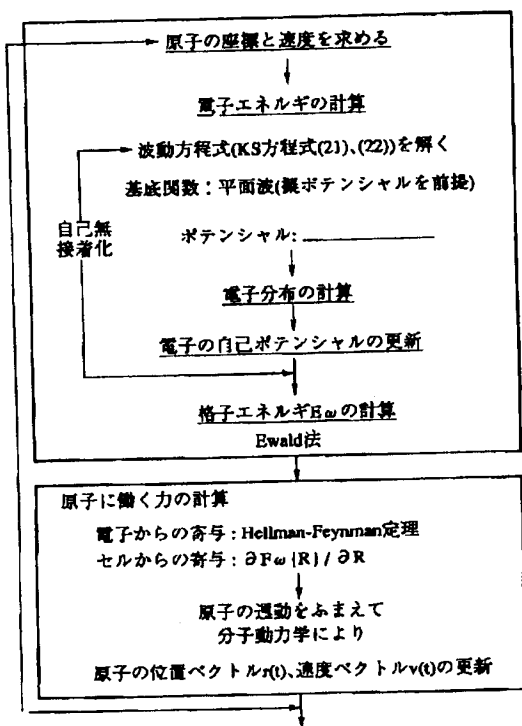 原子の座標と速度を求める
電子エネルギの計算
波動方程式(KS方程式(21)、(22))を解く
基底関数：平面波(擬ポテンシャルを前提)
自己無
接着化
ポテンシャル:
電子分布の計算
電子の自己ポテンシャルの更新
格子エネルギEωの計算
Ewald法
原子に働く力の計算
電子からの寄与：Hellman-Feynman定理
セルからの寄与：∂Fω{R}/∂R
原子の運動をふまえて
分子動力学により
原子の位置ベクトルr(t)、速度ベクトルv(t)の更新